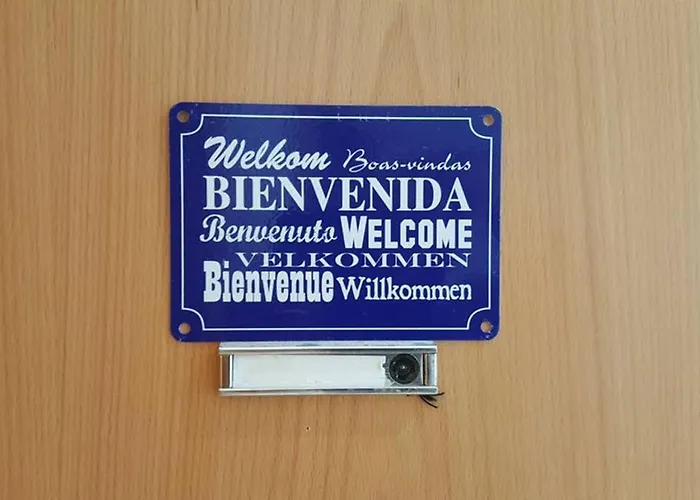 Welkom Boas-vindas
BIENVENIDA
Benvenuto WELCOME
VELKOMMEN
Bienvenue Willkommen